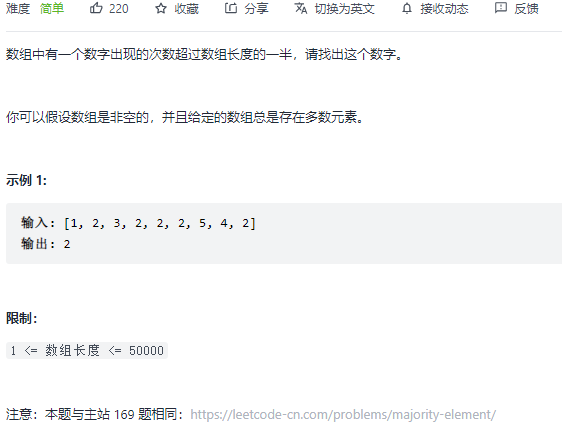 难度 简单 220 收藏 分享 切换为英文 接收动态 反馈
数组中有一个数字出现的次数超过数组长度的一半，请找出这个数字。
你可以假设数组是非空的，并且给定的数组总是存在多数元素。
示例 1:
输入: [1, 2, 3, 2, 2, 2, 5, 4, 2]
输出: 2
限制：
1 <= 数组长度 <= 50000
注意：本题与主站 169 题相同：https://leetcode-cn.com/problems/majority-element/